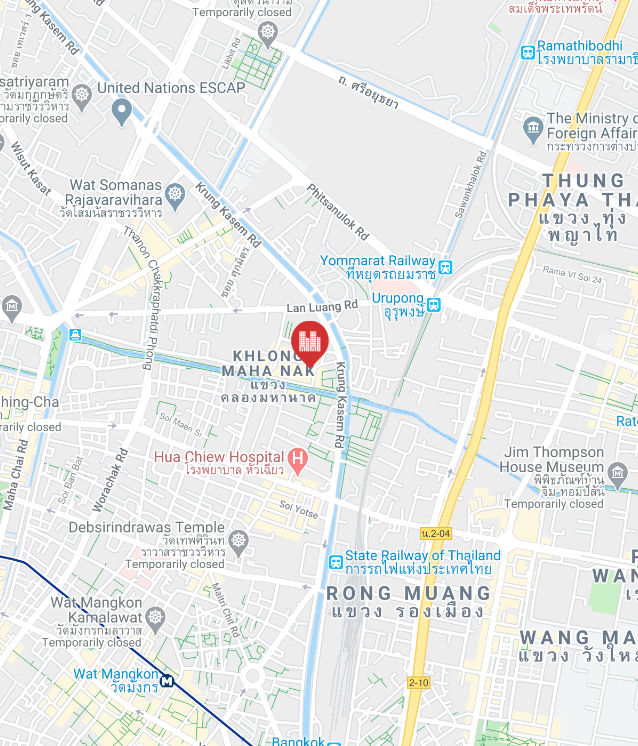 Temporarily closed
สมเด็จพระเทพรัตน์
Krung Kasem Rd
Likhit Rd
Ramathibodhi
โรงพยาบาลรามาธิ
ถ. ศรีอยุธยา
satriyaram
วัดมกุฏกษัตริ
ยารามราชวรวิหาร
orarily closed
United Nations ESCAP
The Ministry o
Foreign Affair
กระทรวงการต่างป
Wisut Kasat
Wat Somanas
Rajavaravihara
วัดโสมนัสราชวรวิหาร
Krung Kasem Rd
Phitsanulok Rd
Sawankhalok Rd
THUNG
PHAYA THA
แขวง ทุ่ง
พญาไท
Thanon Chakkraphatdi Phong
ซอย ศุภมิตร
Yommarat Railway
ที่หยุดรถยมราช
Rama VI Soi 24
Urupong
อุรุพงษ์
Lan Luang Rd
KHLONG
MAHA NAK
แขวง
คลองมหานาค
Krung Kasem Rd
hing-Cha
rarily closed
Soi Maen Si
Maha Chai Rd
Soi Ban Bat
Worachak Rd
Hua Chiew Hospital
โรงพยาบาล หัวเฉียว
Rat
Jim Thompson
House Museum
พิพิธภัณฑ์บ้าน
จิม ทอมป์สัน
Temporarily closed
Soi Yotse
Debsirindrawas Temple
วัดเทพศิรินท
ราวาสราชวรวิหาร
Temporarily closed
น.2-04
State Railway of Thailand
การรถไฟแห่งประเทศไทย
WAN
RONG MUANG
แขวง รองเมือง
Maitri Chit Rd
Wat Mangkon
Kamalawat
วัดมังกรกมลาวาส
Temporarily closed
WANG MA
แขวง วังให
Wat Mangkon
วัดมังกร
2-10
Bangkok